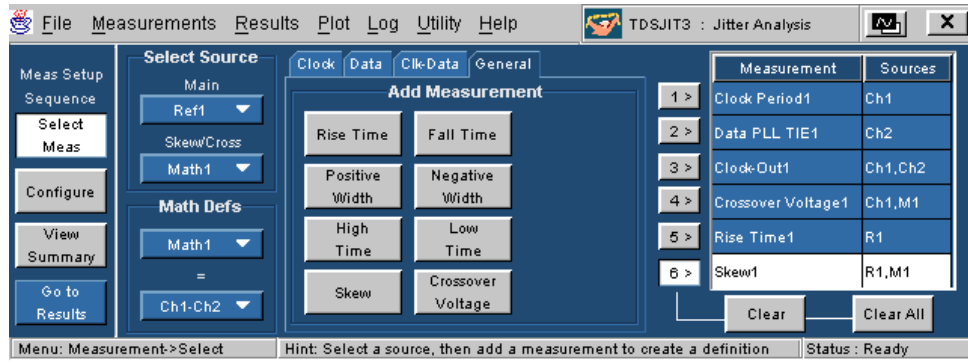 File Measurements Results Plot Log Utility Help
TDSJIT3 : Jitter Analysis
X
Meas Setup
Sequence
Select
Meas
Configure
View
Summary
Go to
Results
Select Source
Main
Ref1
Skew/Cross
Math1
Math Defs
Math1
=
Ch1-Ch2
Clock Data Clk-Data General
Add Measurement
Rise Time
Fall Time
Positive
Width
Negative
Width
High
Time
Low
Time
Skew
Crossover
Voltage
Measurement Sources
1 > Clock Period1 Ch1
2 > Data PLL TIE1 Ch2
3 > Clock-Out1 Ch1,Ch2
4 > Crossover Voltage1 Ch1,M1
5 > Rise Time1 R1
6 > Skew1 R1,M1
Clear
Clear All
Menu: Measurement->Select
Hint: Select a source, then add a measurement to create a definition
Status : Ready